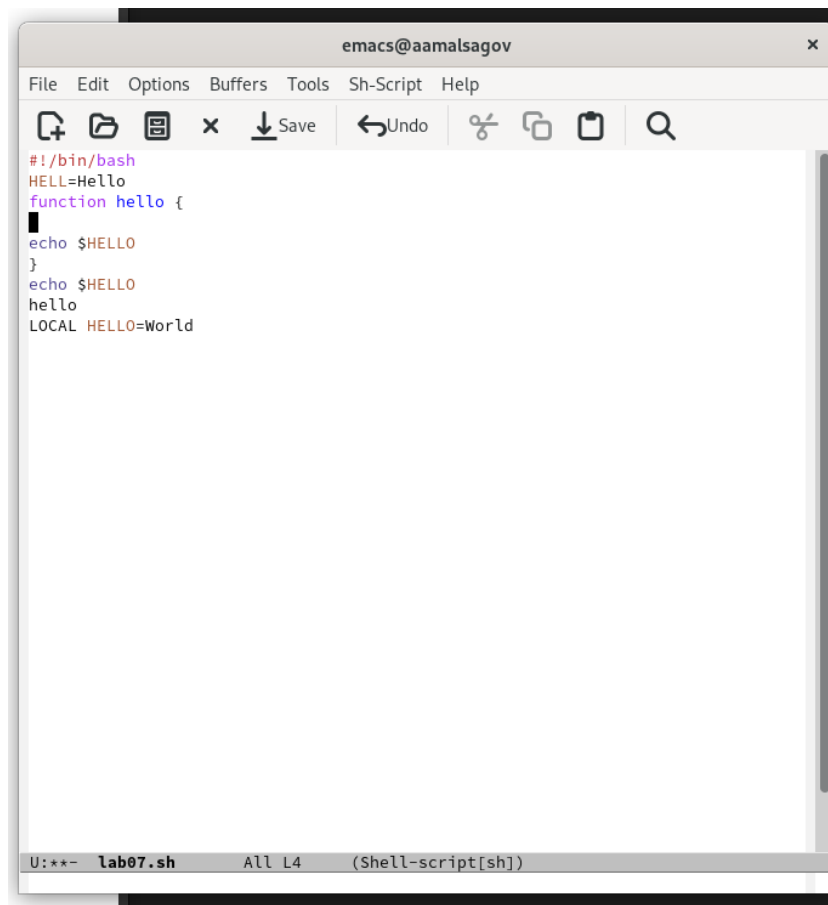 emacs@aamalsagov ×
File Edit Options Buffers Tools Sh-Script Help
Save Undo
#!/bin/bash
HELL=Hello
function hello {
echo $HELLO
}
echo $HELLO
hello
LOCAL HELLO=World
U:**- lab07.sh All L4 (Shell-script[sh])